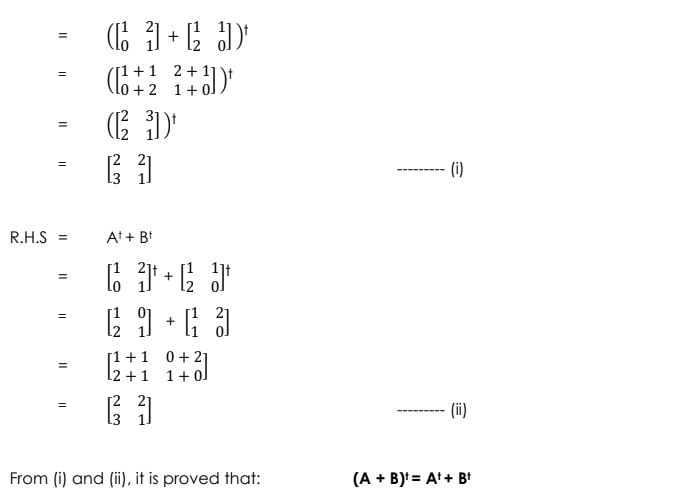 = ([1 2 0 1] + [1 1 2 0])ᵗ
= ([1 + 1 2 + 1 0 + 2 1 + 0])ᵗ
= ([2 3 2 1])ᵗ
= [2 2 3 1] --------- (i)
R.H.S = Aᵗ + Bᵗ
= [1 2 0 1]ᵗ + [1 1 2 0]ᵗ
= [1 0 2 1] + [1 2 1 0]
= [1 + 1 0 + 2 2 + 1 1 + 0]
= [2 2 3 1] --------- (ii)
From (i) and (ii), it is proved that: (A + B)ᵗ = Aᵗ + Bᵗ